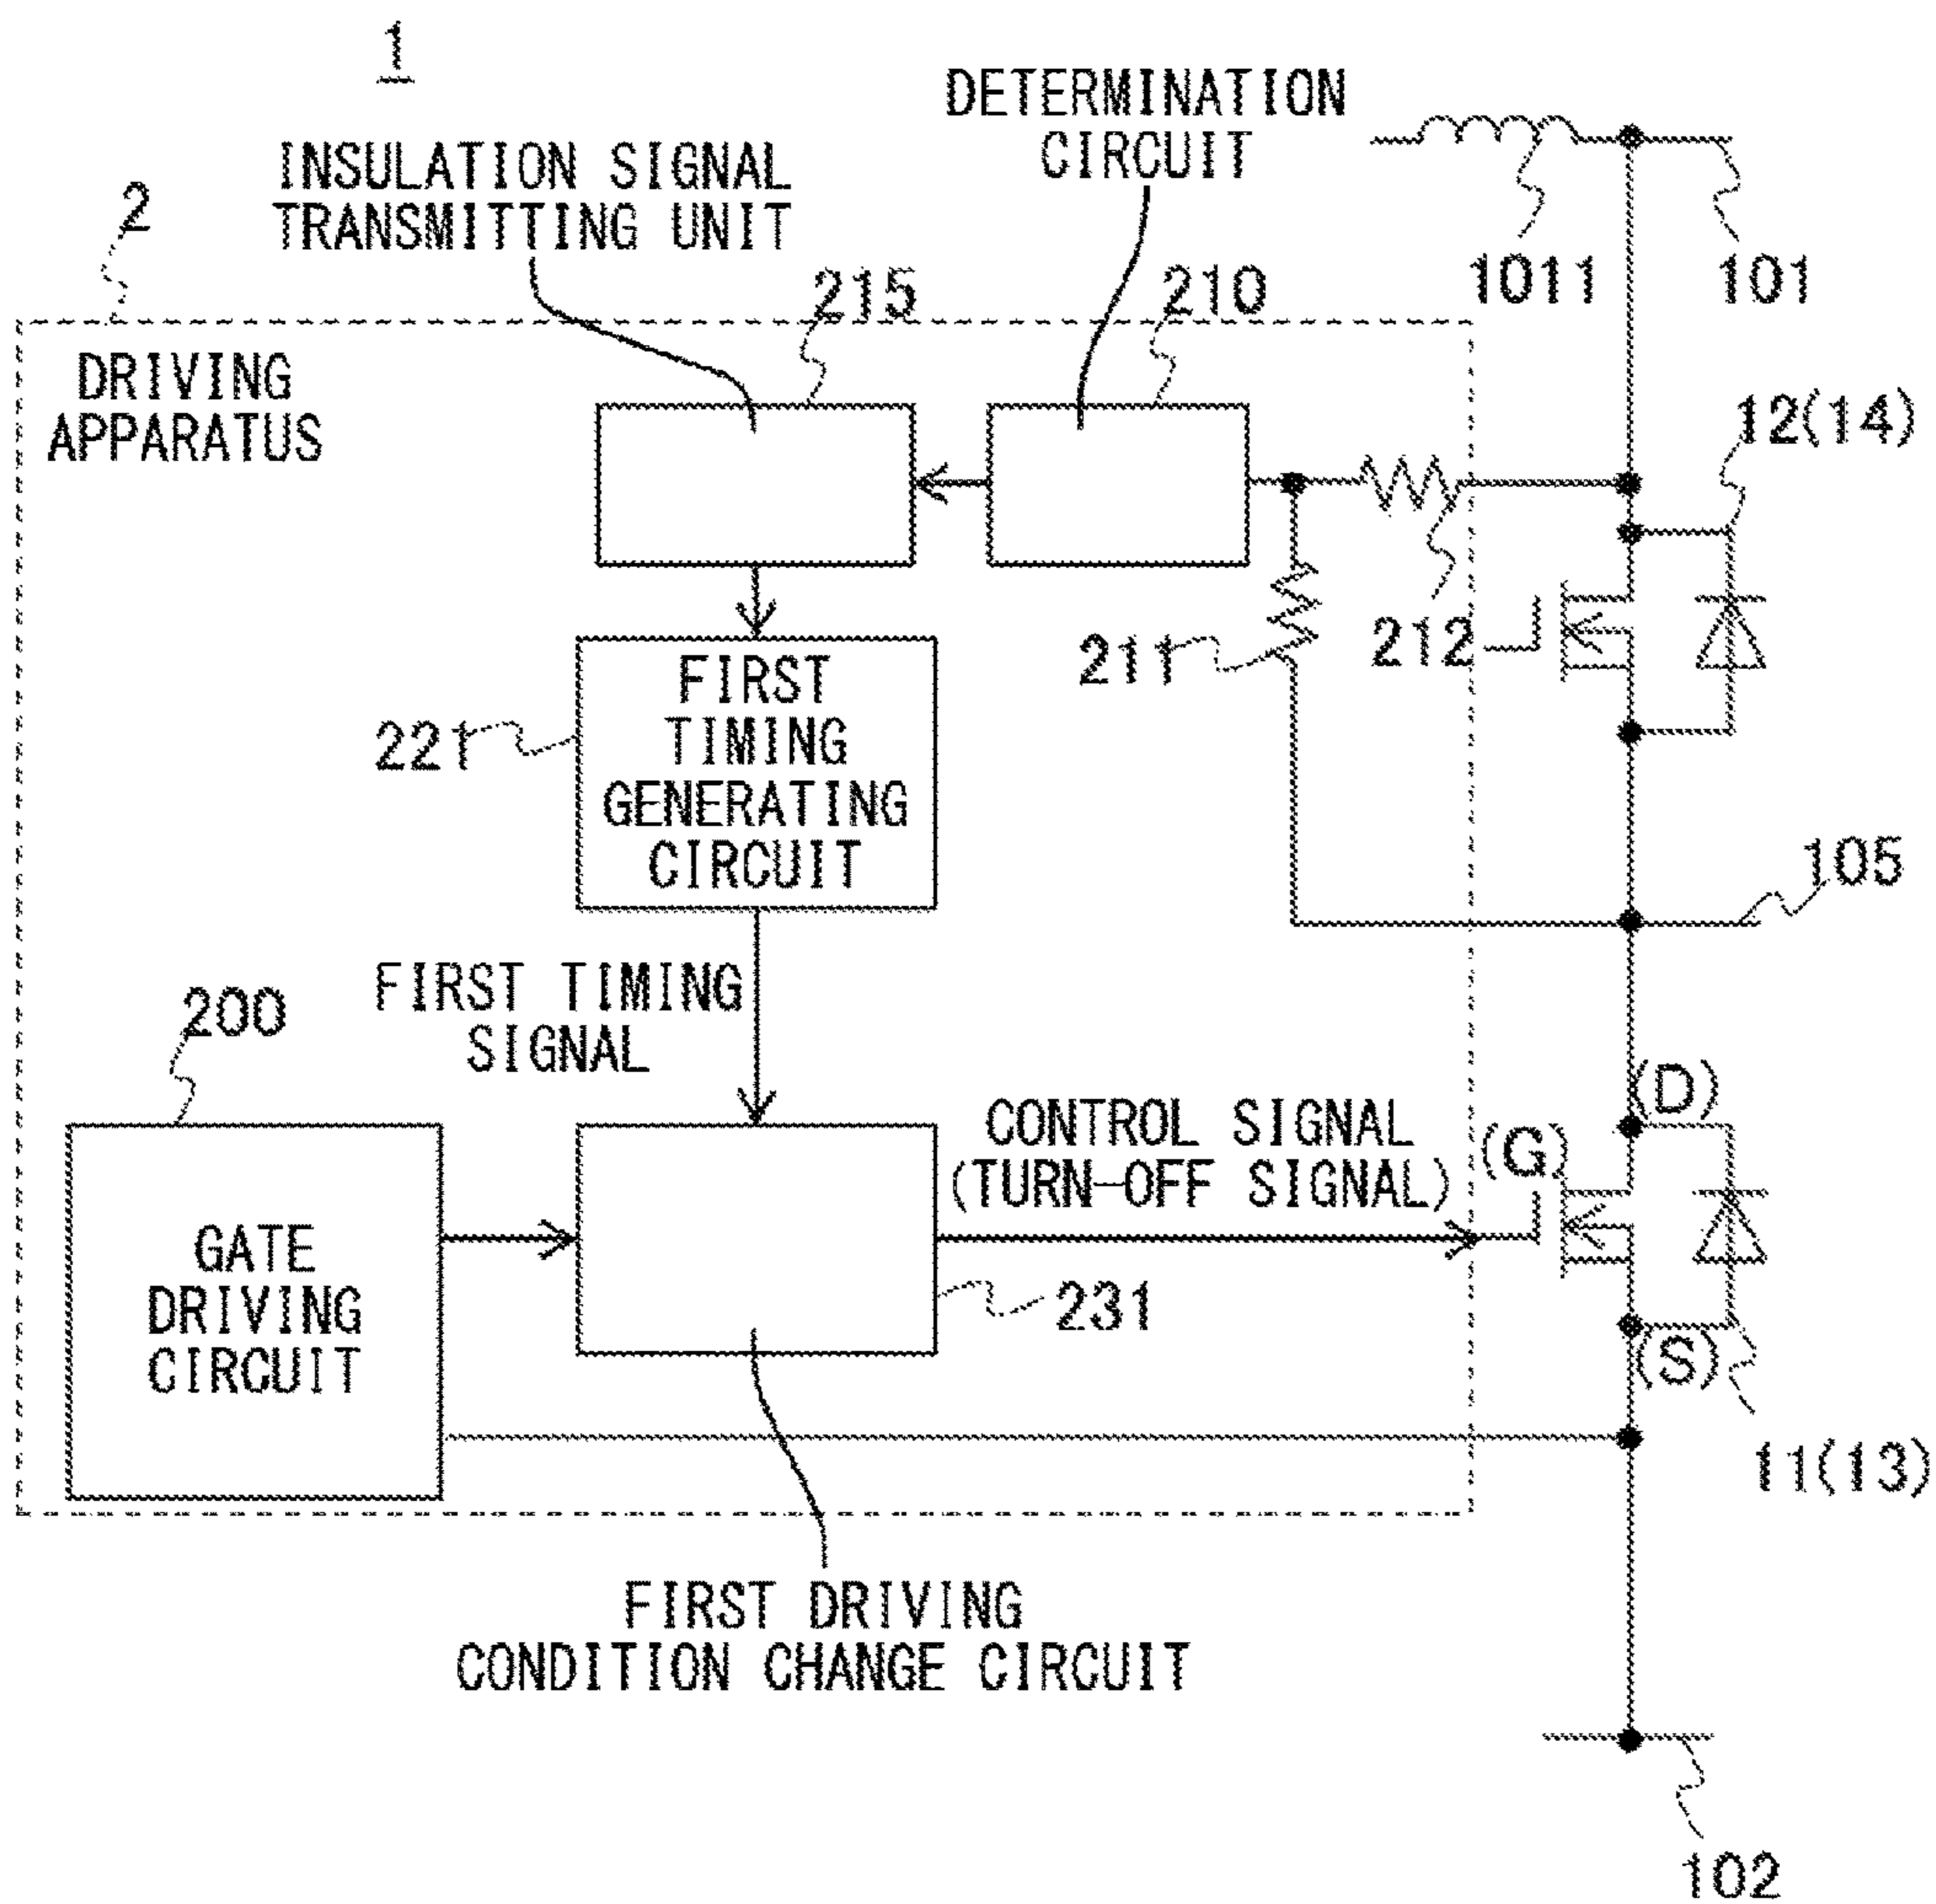 1
DETERMINATION
CIRCUIT
INSULATION SIGNAL
TRANSMITTING UNIT
2
215
210
1011
101
DRIVING
APPARATUS
12(14)
211
212
221
FIRST
TIMING
GENERATING
CIRCUIT
105
FIRST TIMING
SIGNAL
200
(D)
CONTROL SIGNAL
(TURN-OFF SIGNAL)
(G)
GATE
DRIVING
CIRCUIT
231
(S)
11(13)
FIRST DRIVING
CONDITION CHANGE CIRCUIT
102